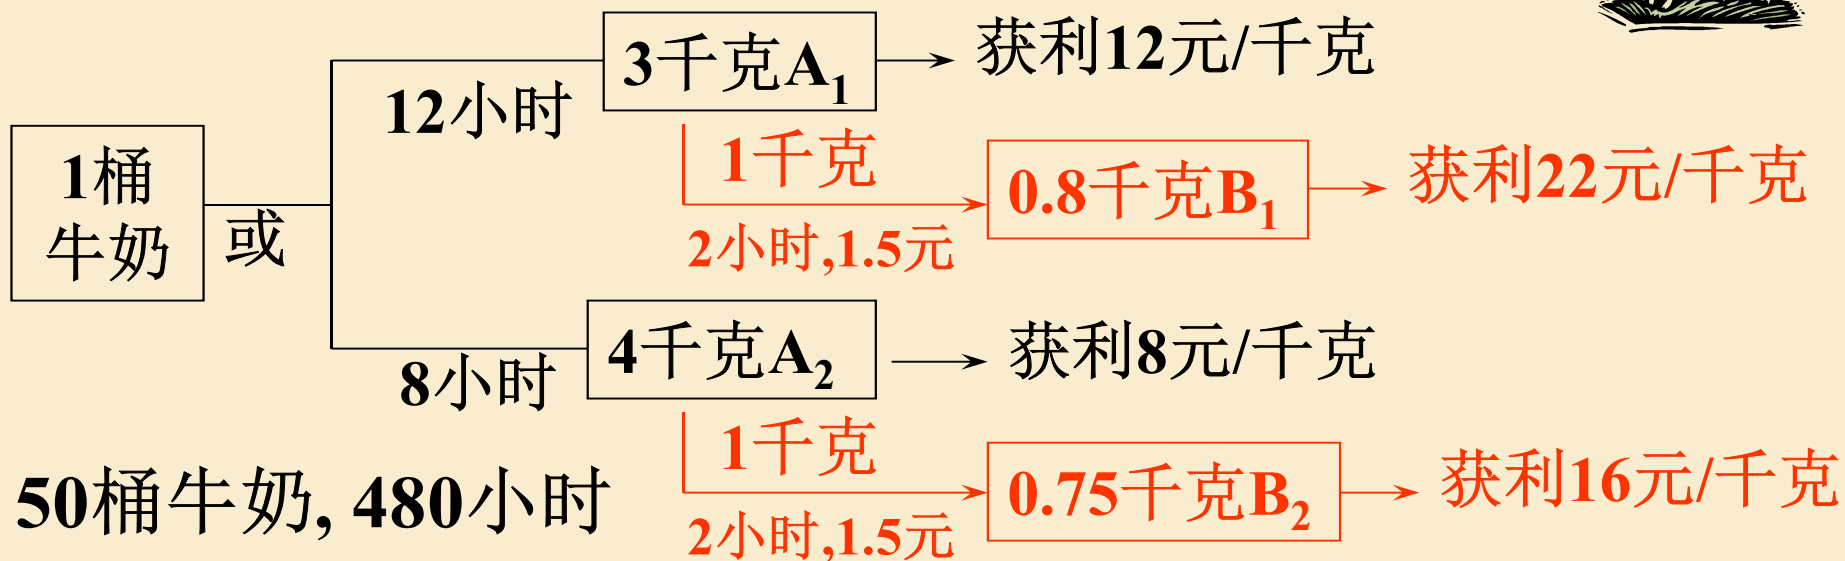 3千克A₁
获利12元/千克
12小时
1桶
牛奶
或
1千克
0.8千克B₁
获利22元/千克
2小时,1.5元
4千克A₂
获利8元/千克
8小时
1千克
0.75千克B₂
获利16元/千克
2小时,1.5元
50桶牛奶, 480小时